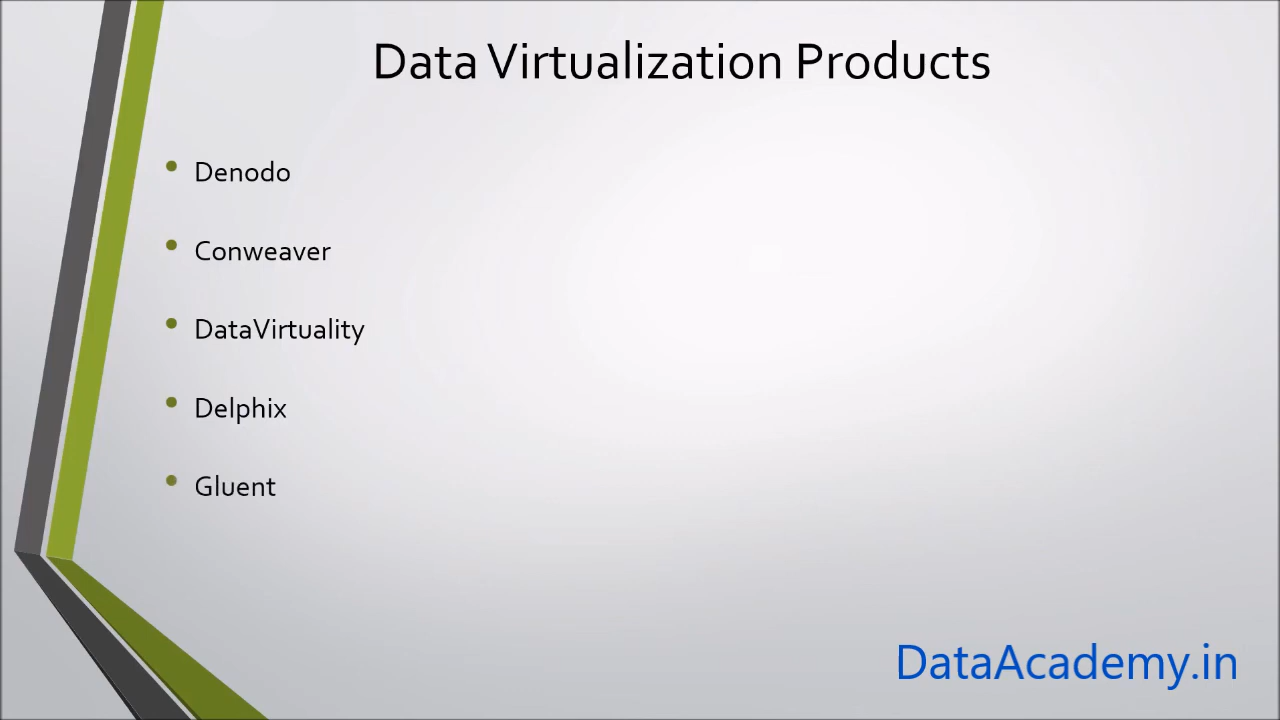 Data Virtualization Products
Denodo
Conweaver
DataVirtuality
Delphix
Gluent
DataAcademy.in